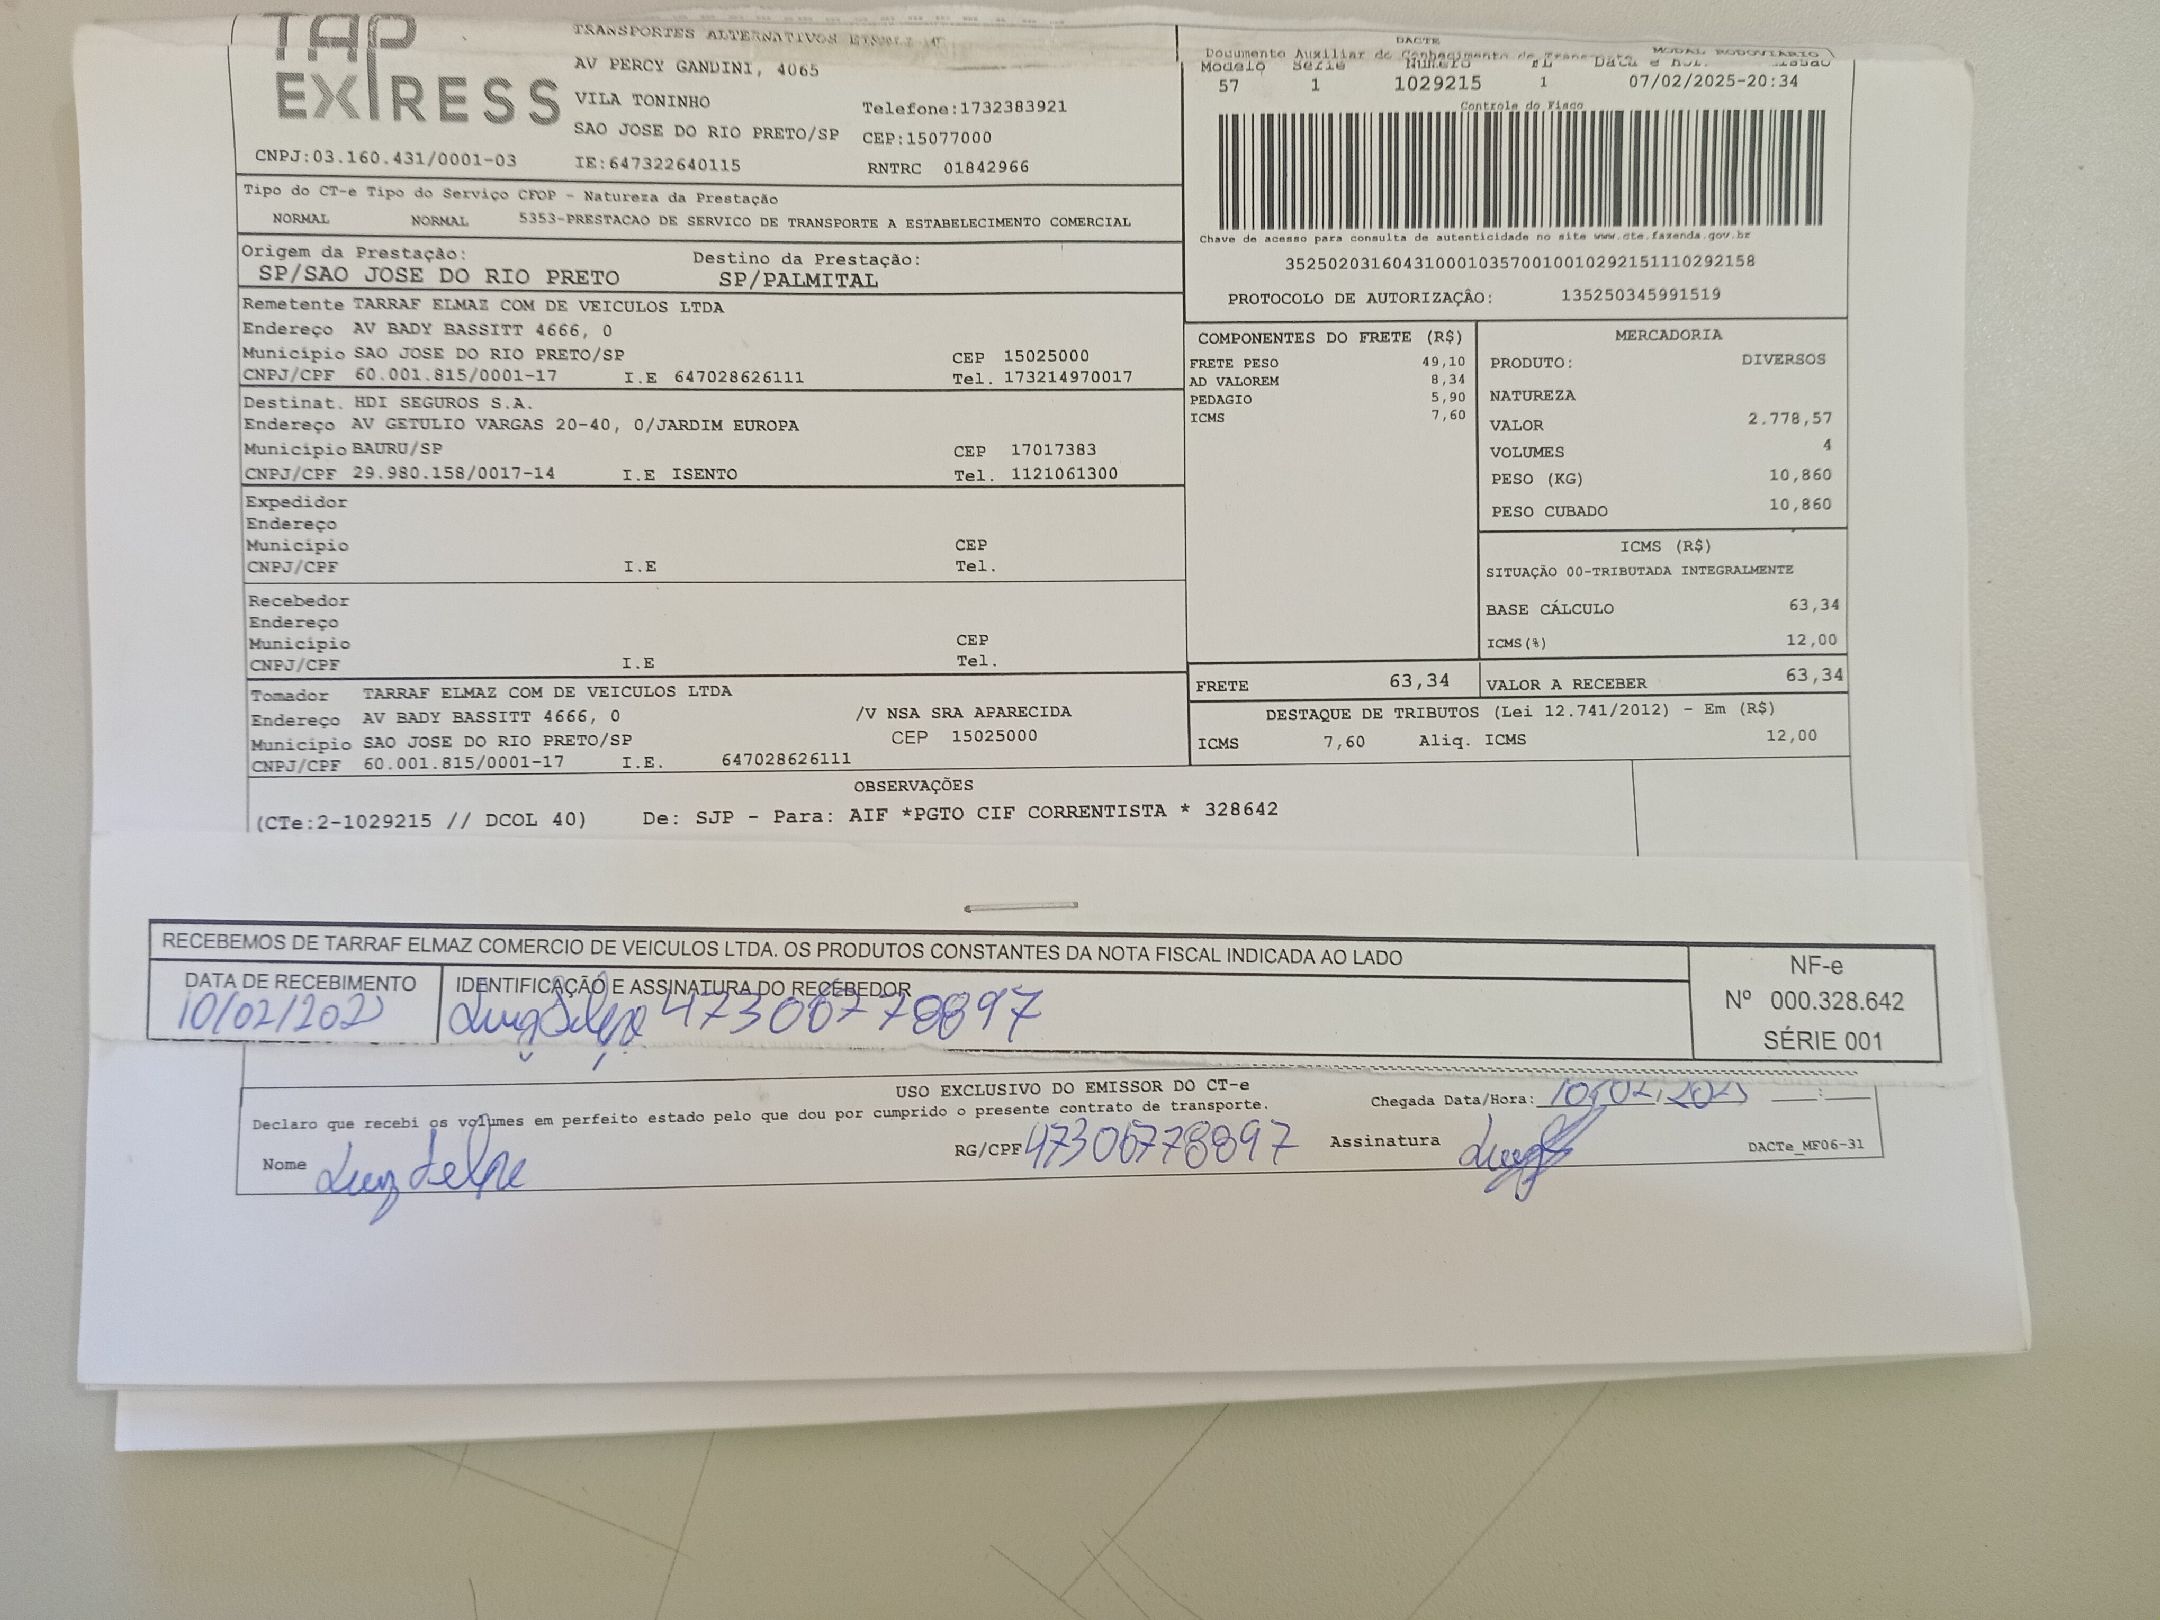 TAP
EXPRESS
TRANSPORTES ALTERNATIVOS
AV PERCY GANDINI, 4065
VILA TONINHO
Telefone:1732383921
SAO JOSE DO RIO PRETO/SP CEP:15077000
CNPJ:03.160.431/0001-03 IE:647322640115 RNTRC 01842966
DACTE
Documento Auxiliar do Conhecimento de Transporte MODAL RODOVIARIO
Modelo Série Número Data e
57 1 1029215 1 07/02/2025-20:34
Controle do Fisco
Chave de acesso para consulta de autenticidade no site www.cte.fazenda.gov.br
35250203160431000103570010010292151110292158
PROTOCOLO DE AUTORIZAÇÂO: 135250345991519
Tipo do CT-e Tipo do Serviço CFOP - Natureza da Prestação
NORMAL NORMAL 5353-PRESTACAO DE SERVICO DE TRANSPORTE A ESTABELECIMENTO COMERCIAL
Origem da Prestação: Destino da Prestação:
SP/SAO JOSE DO RIO PRETO SP/PALMITAL
Remetente TARRAF ELMAZ COM DE VEICULOS LTDA
Endereço AV BADY BASSITT 4666, 0
Município SAO JOSE DO RIO PRETO/SP CEP 15025000
CNPJ/CPF 60.001.815/0001-17 I.E 647028626111 Tel. 173214970017
Destinat. HDI SEGUROS S.A.
Endereço AV GETULIO VARGAS 20-40, 0/JARDIM EUROPA
Município BAURU/SP CEP 17017383
CNPJ/CPF 29.980.158/0017-14 I.E ISENTO Tel. 1121061300
Expedidor
Endereço
Município CEP
CNPJ/CPF I.E Tel.
Recebedor
Endereço
Município CEP
CNPJ/CPF I.E Tel.
Tomador TARRAF ELMAZ COM DE VEICULOS LTDA
Endereço AV BADY BASSITT 4666, 0 /V NSA SRA APARECIDA
Município SAO JOSE DO RIO PRETO/SP CEP 15025000
CNPJ/CPF 60.001.815/0001-17 I.E. 647028626111
COMPONENTES DO FRETE (R$)
FRETE PESO 49,10
AD VALOREM 8,34
PEDAGIO 5,90
ICMS 7,60
MERCADORIA
PRODUTO: DIVERSOS
NATUREZA
VALOR 2.778,57
VOLUMES 4
PESO (KG) 10,860
PESO CUBADO 10,860
ICMS (R$)
SITUAÇÃO 00-TRIBUTADA INTEGRALMENTE
BASE CÁLCULO 63,34
ICMS(%) 12,00
FRETE 63,34 VALOR A RECEBER 63,34
DESTAQUE DE TRIBUTOS (Lei 12.741/2012) - Em (R$)
ICMS 7,60 Aliq. ICMS 12,00
OBSERVAÇÕES
(CTe:2-1029215 // DCOL 40) De: SJP - Para: AIF *PGTO CIF CORRENTISTA * 328642
RECEBEMOS DE TARRAF ELMAZ COMERCIO DE VEICULOS LTDA. OS PRODUTOS CONSTANTES DA NOTA FISCAL INDICADA AO LADO
DATA DE RECEBIMENTO IDENTIFICAÇÃO E ASSINATURA DO RECEBEDOR
10/02/2025 Luiz Felipe 47306778897
NF-e
Nº 000.328.642
SÉRIE 001
USO EXCLUSIVO DO EMISSOR DO CT-e
Declaro que recebi os volumes em perfeito estado pelo que dou por cumprido o presente contrato de transporte. Chegada Data/Hora: 10/02/2025 __:__
Nome Luiz Felipe RG/CPF 47306778897 Assinatura DACTe_MF06-31